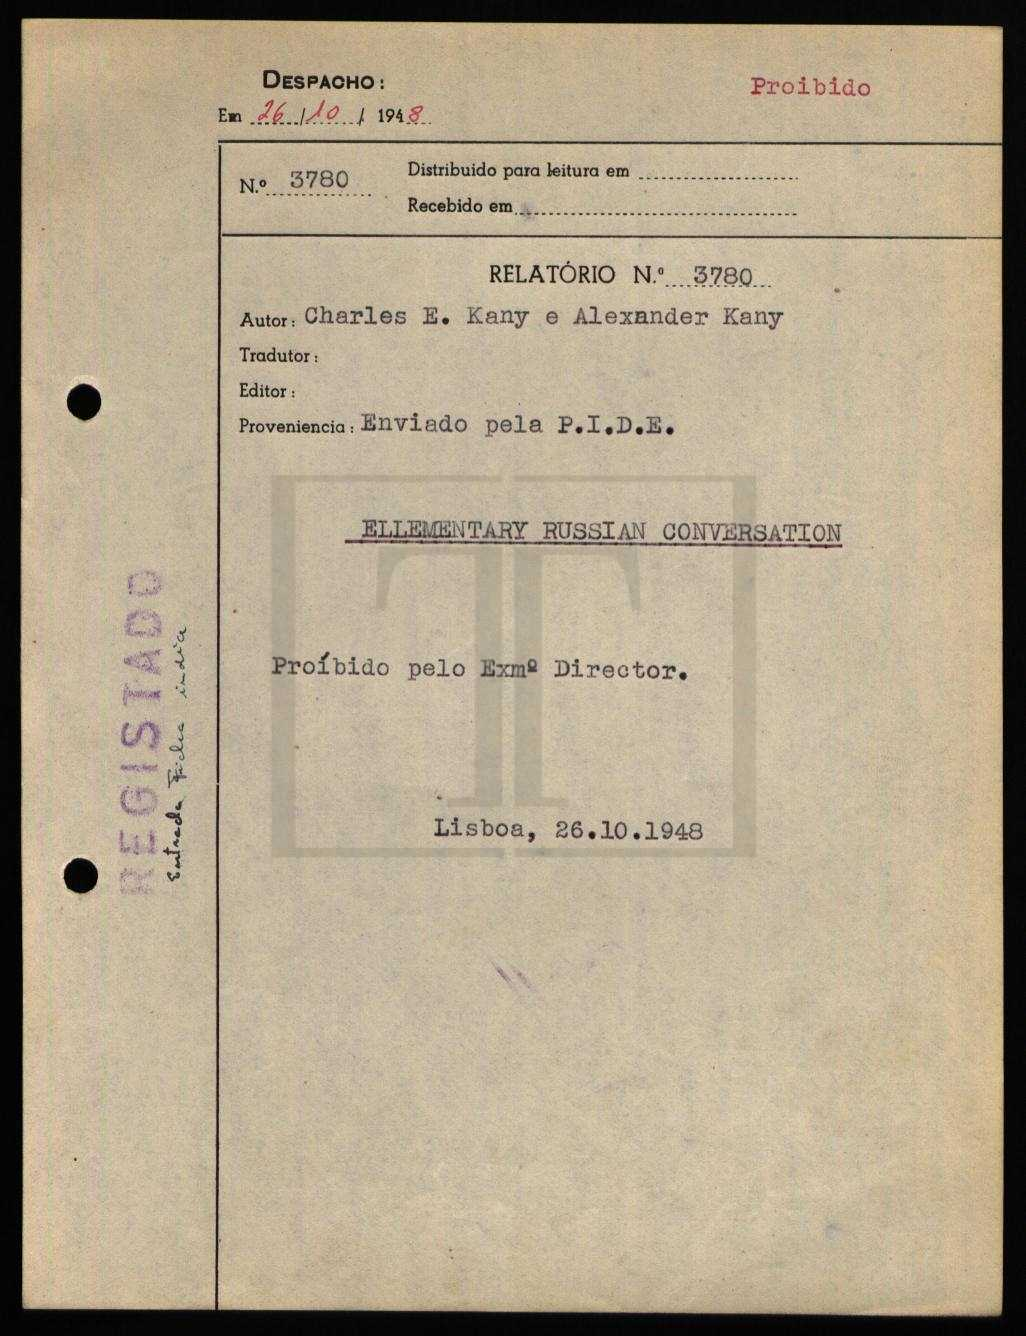 DESPACHO:
Proibido
Em 26/10/1948
N.º 3780
Distribuido para leitura em
Recebido em
RELATÓRIO N.º 3780
Autor: Charles E. Kany e Alexander Kany
Tradutor:
Editor:
Proveniencia: Enviado pela P.I.D.E.
ELLEMENTARY RUSSIAN CONVERSATION
Proíbido pelo Exmº Director.
Lisboa, 26.10.1948
REGISTADO
Entrada Ficha